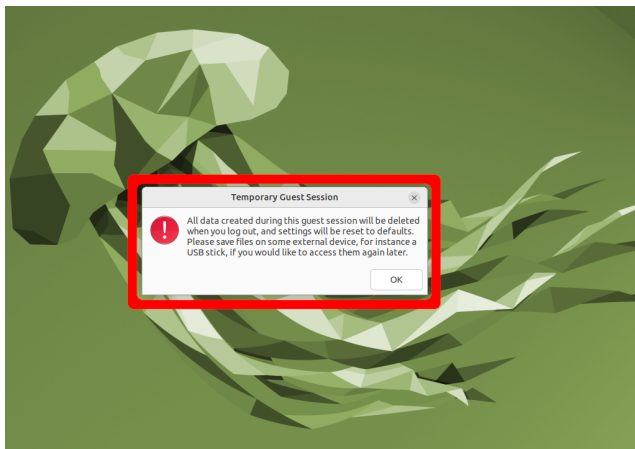 Temporary Guest Session
All data created during this guest session will be deleted
when you log out, and settings will be reset to defaults.
Please save files on some external device, for instance a
USB stick, if you would like to access them again later.
OK